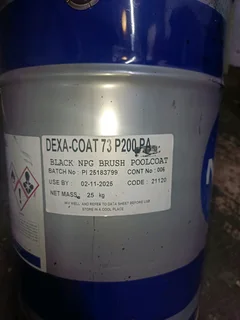 DEXA-COAT 73 P200 PA
BLACK NPG BRUSH POOLCOAT
BATCH No : PI 25183799 CONT No : 006
USE BY : 02-11-2025 CODE : 21120
NET MASS : 25 kg
STORE IN A COOL PLACE